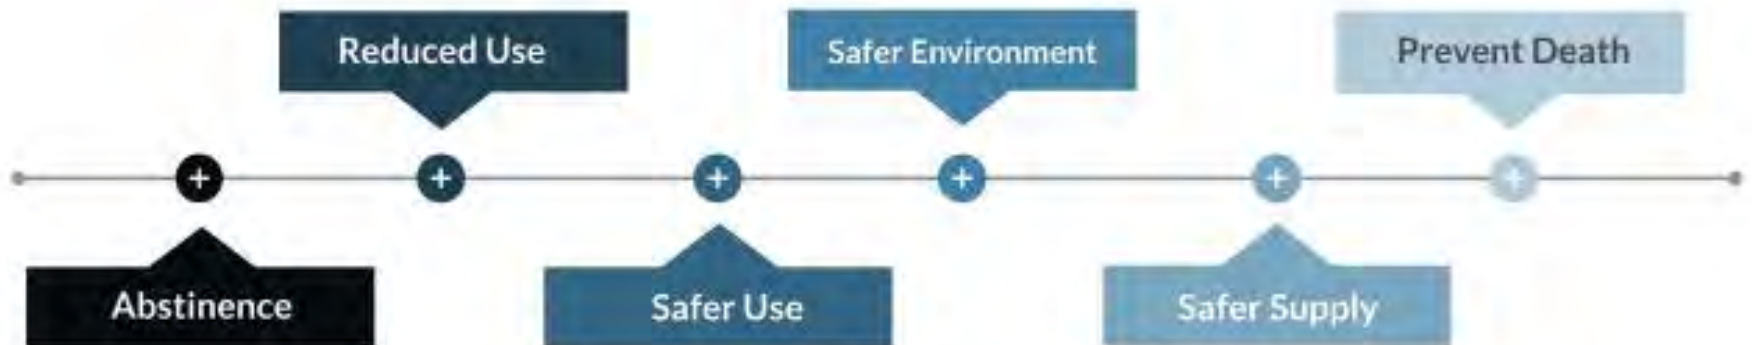 Abstinence
Reduced Use
Safer Use
Safer Environment
Safer Supply
Prevent Death